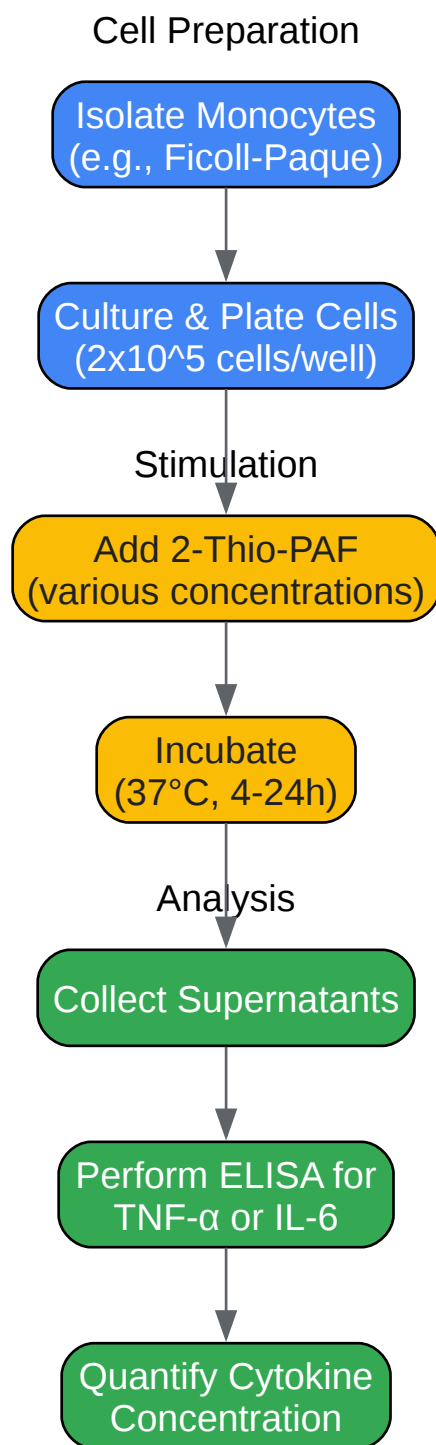 Cell Preparation
Isolate Monocytes
(e.g., Ficoll-Paque)
Culture & Plate Cells
(2x10^5 cells/well)
Stimulation
Add 2-Thio-PAF
(various concentrations)
Incubate
(37°C, 4-24h)
Analysis
Collect Supernatants
Perform ELISA for
TNF-α or IL-6
Quantify Cytokine
Concentration